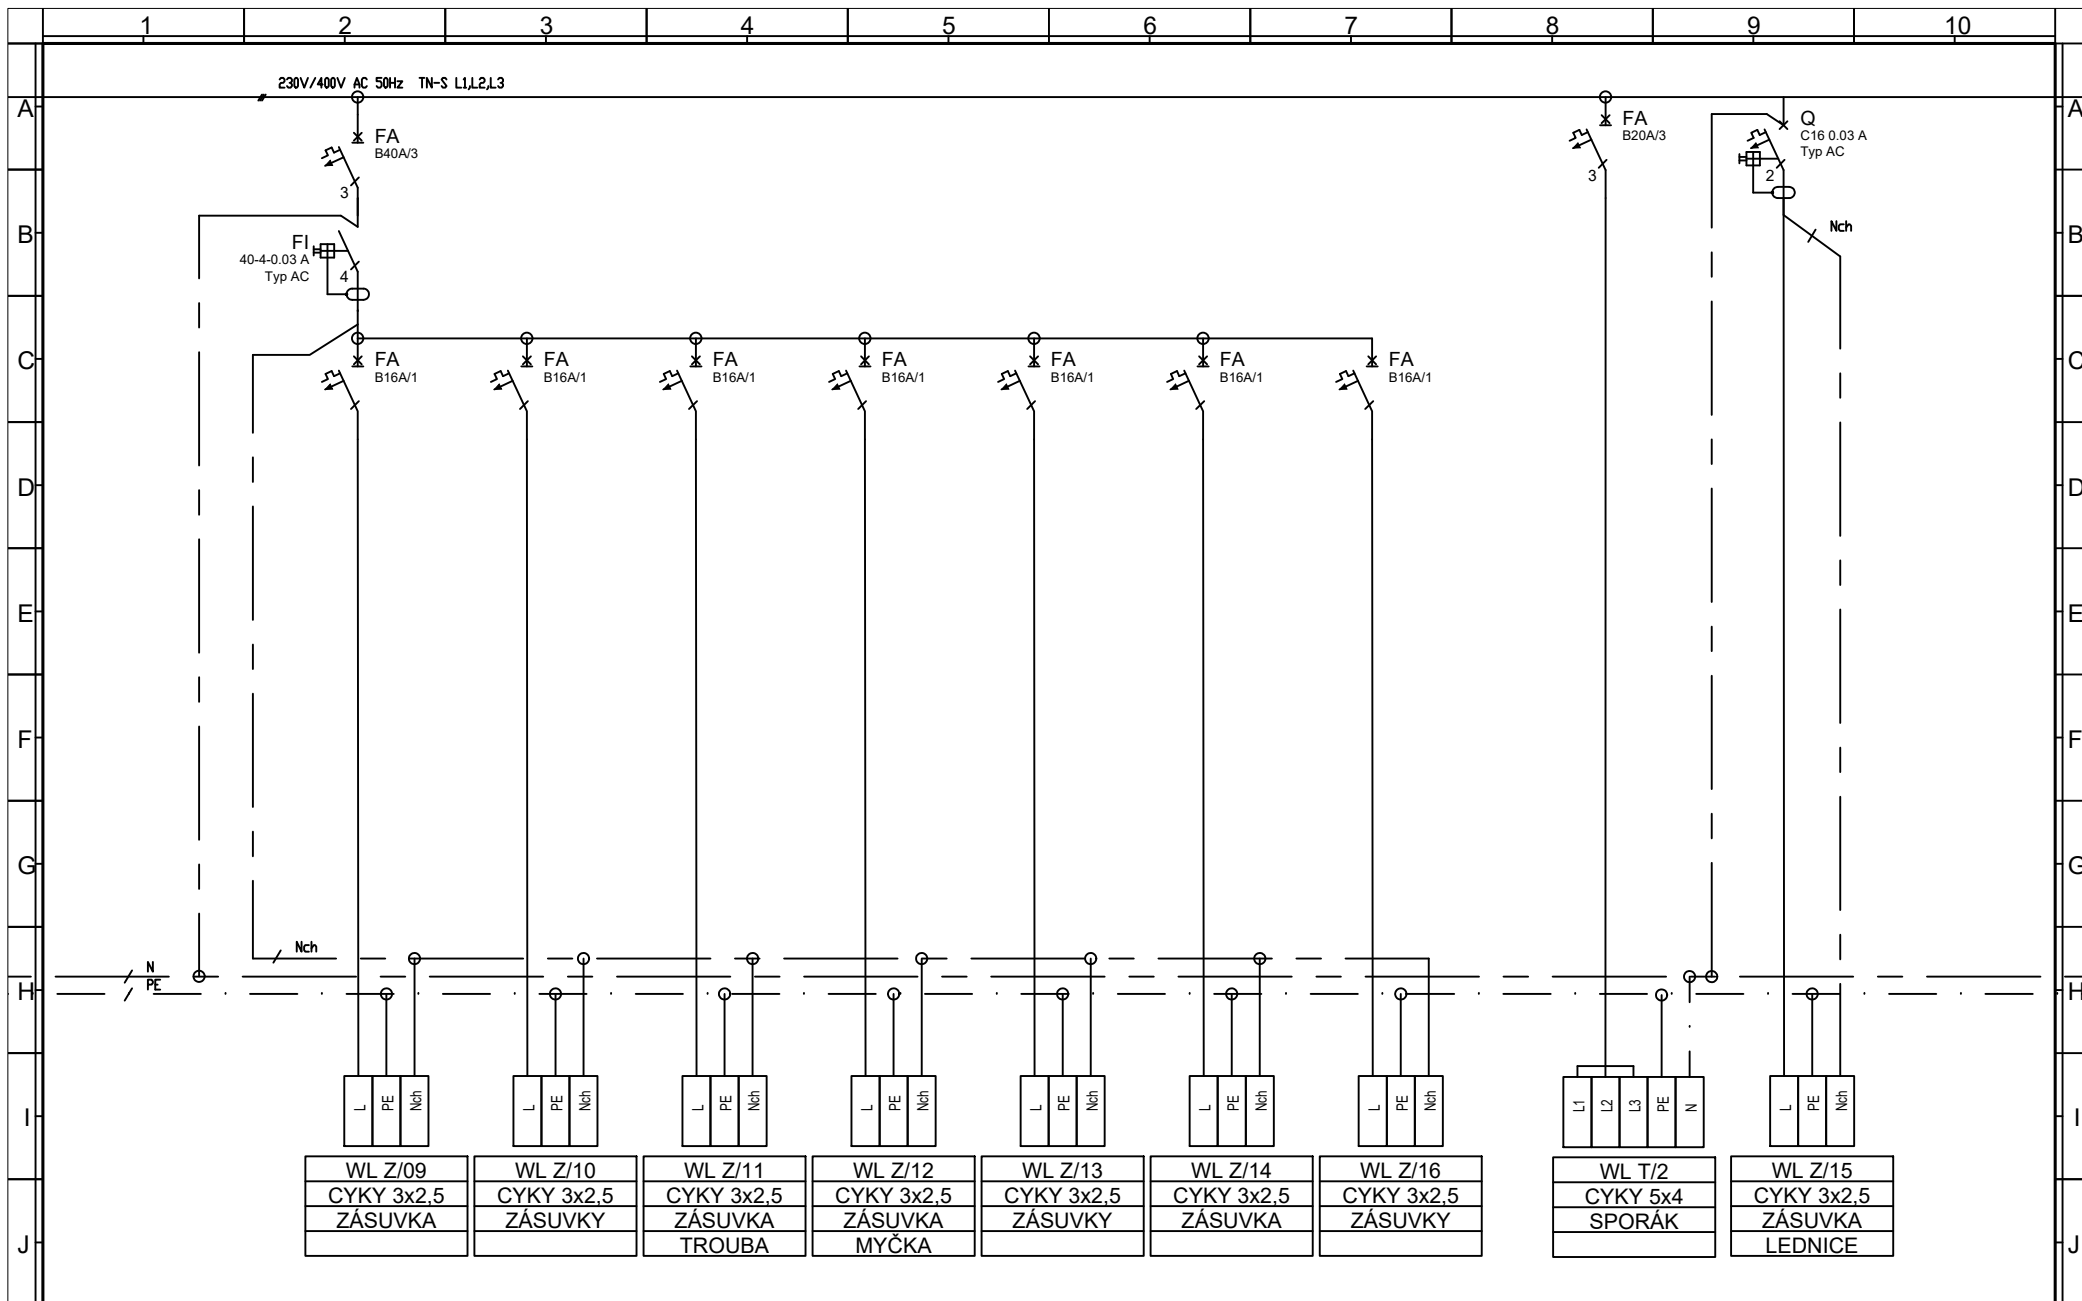 1 2 3 4 5 6 7 8 9 10
230V/400V AC 50Hz TN-S L1,L2,L3
A A
FA
B40A/3
3
FA
B20A/3
3
Q
C16 0.03 A
Typ AC
2
B B
FI
40-4-0.03 A
Typ AC
4
Nch
C C
FA FA FA FA FA FA FA
B16A/1 B16A/1 B16A/1 B16A/1 B16A/1 B16A/1 B16A/1
D D
E E
F F
G G
Nch
N
PE
H H
L PE Nch L PE Nch L PE Nch L PE Nch L PE Nch L PE Nch L PE Nch L1 L2 L3 PE N L PE Nch
I I
WL Z/09 WL Z/10 WL Z/11 WL Z/12 WL Z/13 WL Z/14 WL Z/16 WL T/2 WL Z/15
CYKY 3x2,5 CYKY 3x2,5 CYKY 3x2,5 CYKY 3x2,5 CYKY 3x2,5 CYKY 3x2,5 CYKY 3x2,5 CYKY 5x4 CYKY 3x2,5
ZÁSUVKA ZÁSUVKY ZÁSUVKA ZÁSUVKA ZÁSUVKY ZÁSUVKA ZÁSUVKY SPORÁK ZÁSUVKA
TROUBA MYČKA LEDNICE
J J